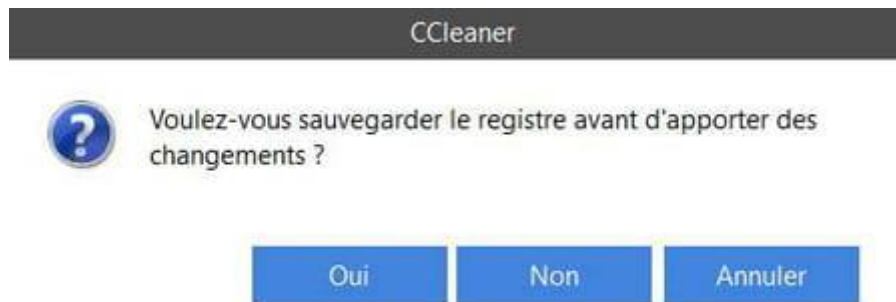 CCleaner
Voulez-vous sauvegarder le registre avant d'apporter des
changements ?
Oui Non Annuler